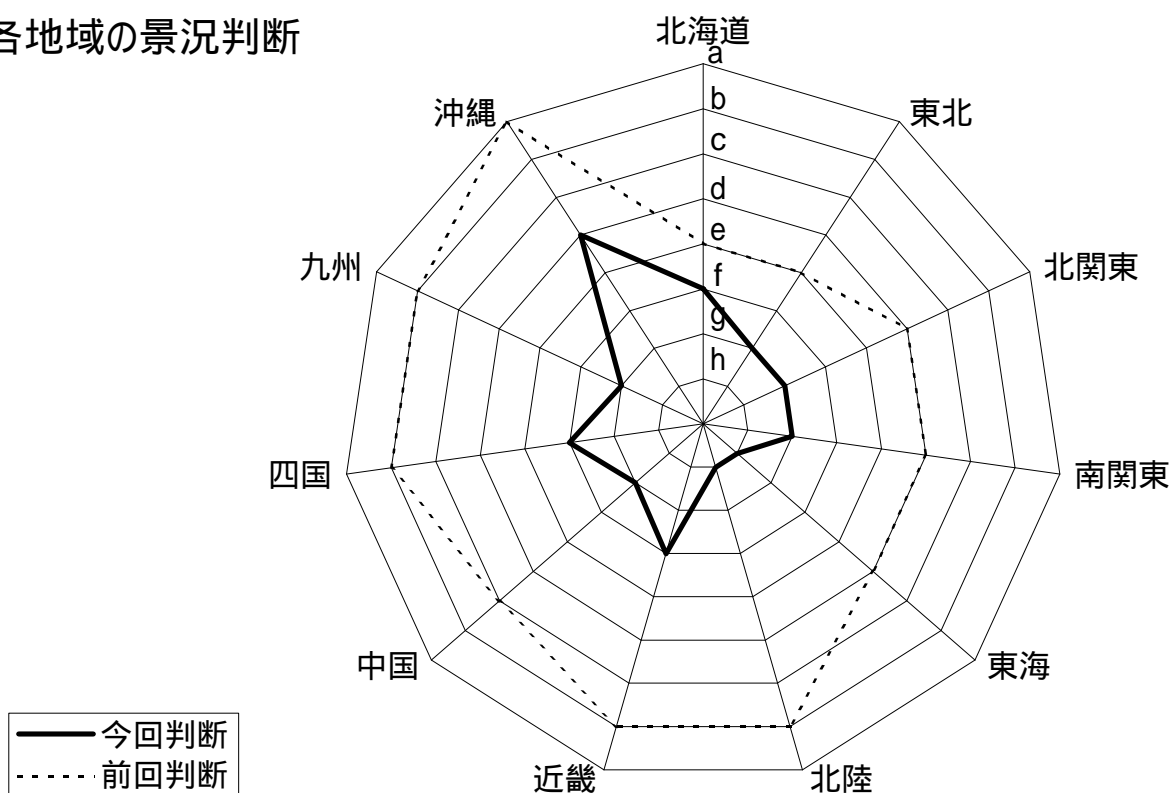 各地域の景況判断
北海道
a
b
c
d
e
f
g
h
東北
北関東
南関東
東海
北陸
近畿
中国
四国
九州
沖縄
今回判断
前回判断